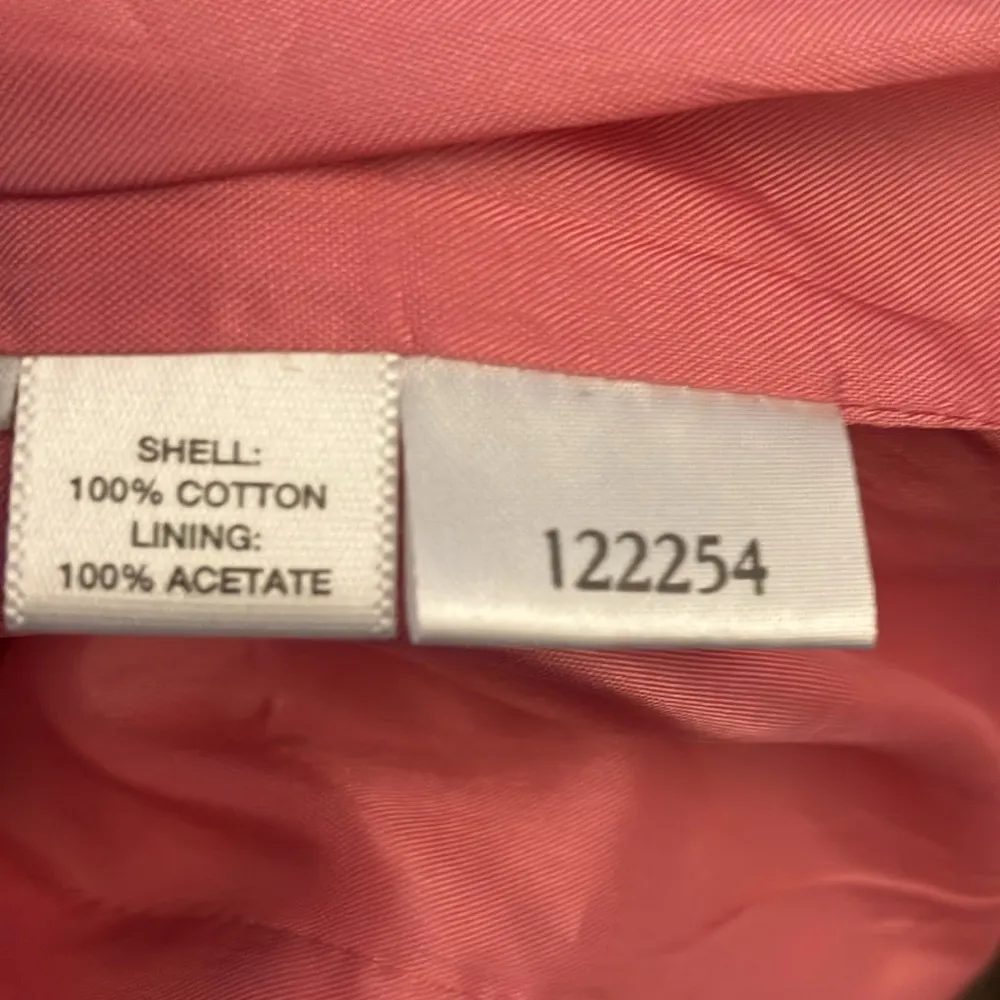 SHELL:
100% COTTON
LINING:
100% ACETATE
122254